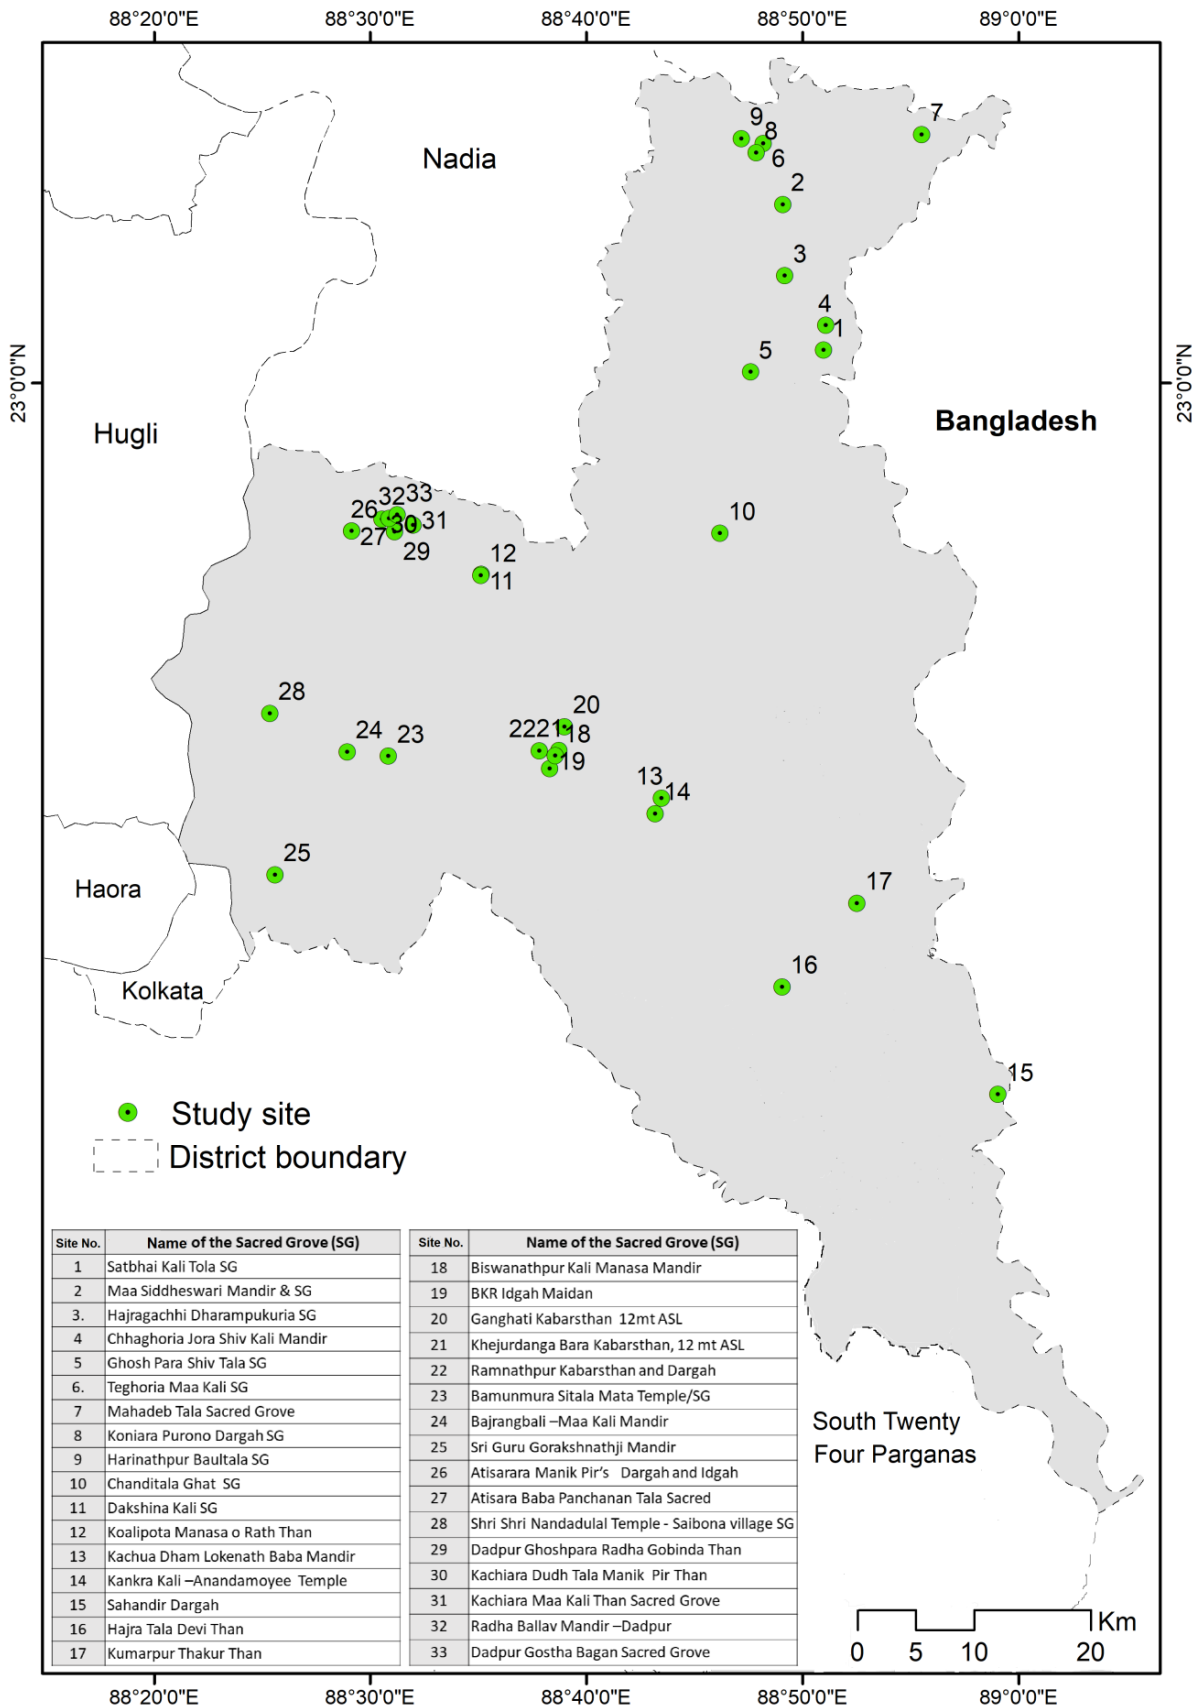 88°20'0"E 88°30'0"E 88°40'0"E 88°50'0"E 89°0'0"E
9
8
7
6
Nadia
2
3
4
1
5
23°0'0"N
23°0'0"N
Hugli
Bangladesh
32 33
26
30 31
27
29
10
12
11
28
20
24
23
22 21 18
19
13
14
25
Haora
17
16
Kolkata
15
Study site
District boundary
Site No. Name of the Sacred Grove (SG)
1 Satbhai Kali Tola SG
2 Maa Siddheswari Mandir & SG
3. Hajragachhi Dharampukuria SG
4 Chhaghoria Jora Shiv Kali Mandir
5 Ghosh Para Shiv Tala SG
6. Teghoria Maa Kali SG
7 Mahadeb Tala Sacred Grove
8 Koniara Purono Dargah SG
9 Harinathpur Baultala SG
10 Chanditala Ghat SG
11 Dakshina Kali SG
12 Koalipota Manasa o Rath Than
13 Kachua Dham Lokenath Baba Mandir
14 Kankra Kali –Anandamoyee Temple
15 Sahandir Dargah
16 Hajra Tala Devi Than
17 Kumarpur Thakur Than
Site No. Name of the Sacred Grove (SG)
18 Biswanathpur Kali Manasa Mandir
19 BKR Idgah Maidan
20 Ganghati Kabarsthan 12mt ASL
21 Khejurdanga Bara Kabarsthan, 12 mt ASL
22 Ramnathpur Kabarsthan and Dargah
23 Bamunmura Sitala Mata Temple/SG
24 Bajrangbali –Maa Kali Mandir
25 Sri Guru Gorakshnathji Mandir
26 Atisarara Manik Pir's Dargah and Idgah
27 Atisara Baba Panchanan Tala Sacred
28 Shri Shri Nandadulal Temple - Saibona village SG
29 Dadpur Ghoshpara Radha Gobinda Than
30 Kachiara Dudh Tala Manik Pir Than
31 Kachiara Maa Kali Than Sacred Grove
32 Radha Ballav Mandir –Dadpur
33 Dadpur Gostha Bagan Sacred Grove
South Twenty
Four Parganas
Km
0 5 10 20
88°20'0"E 88°30'0"E 88°40'0"E 88°50'0"E 89°0'0"E